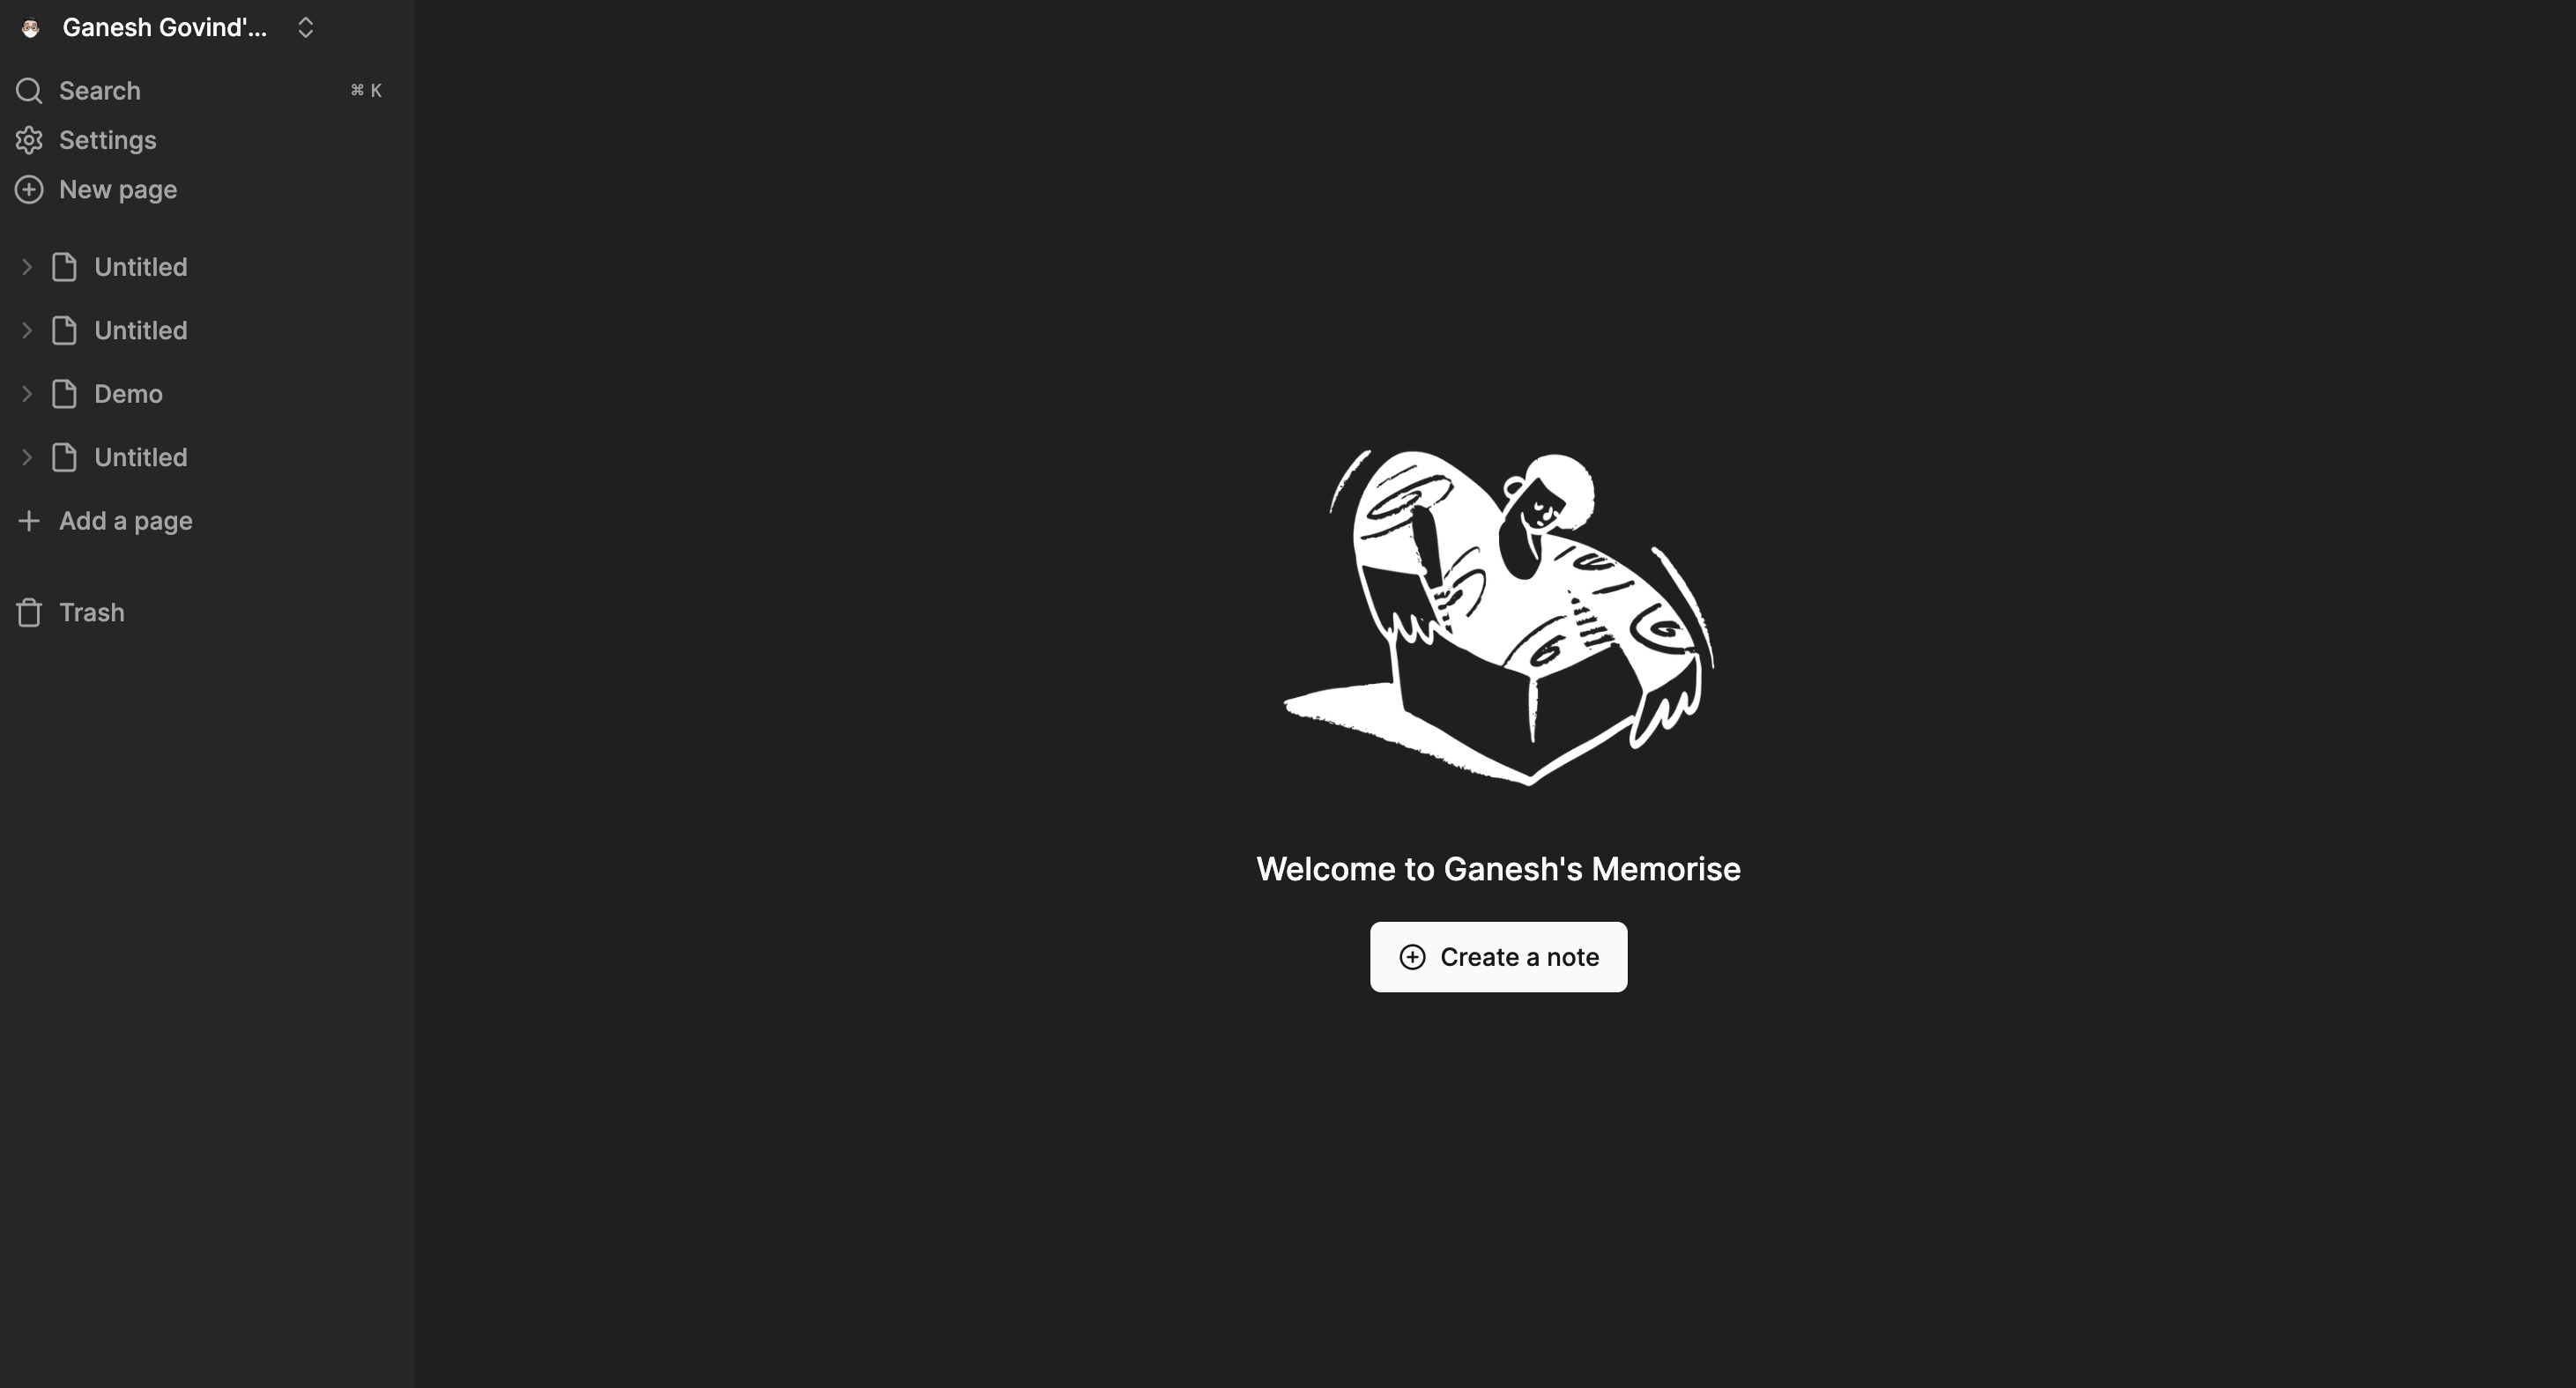 Ganesh Govind'...
Search ⌘ K
Settings
New page
Untitled
Untitled
Demo
Untitled
Add a page
Trash
Welcome to Ganesh's Memorise
Create a note